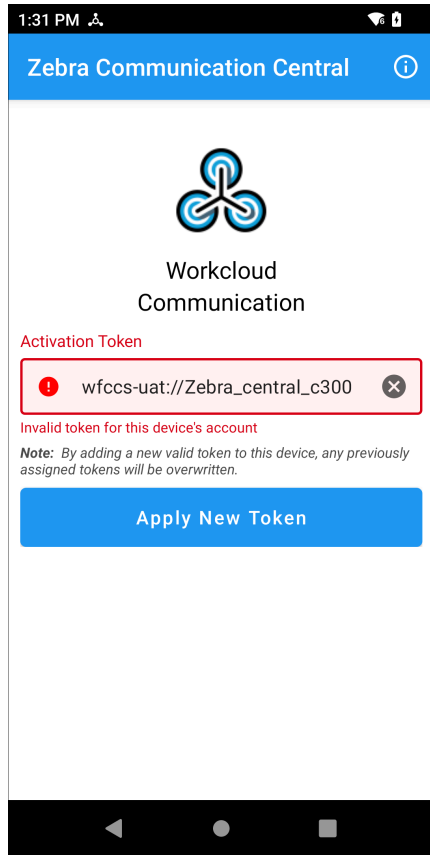 1:31 PM
6
Zebra Communication Central
Workcloud
Communication
Activation Token
wfccs-uat://Zebra_central_c300
Invalid token for this device's account
Note: By adding a new valid token to this device, any previously
assigned tokens will be overwritten.
Apply New Token